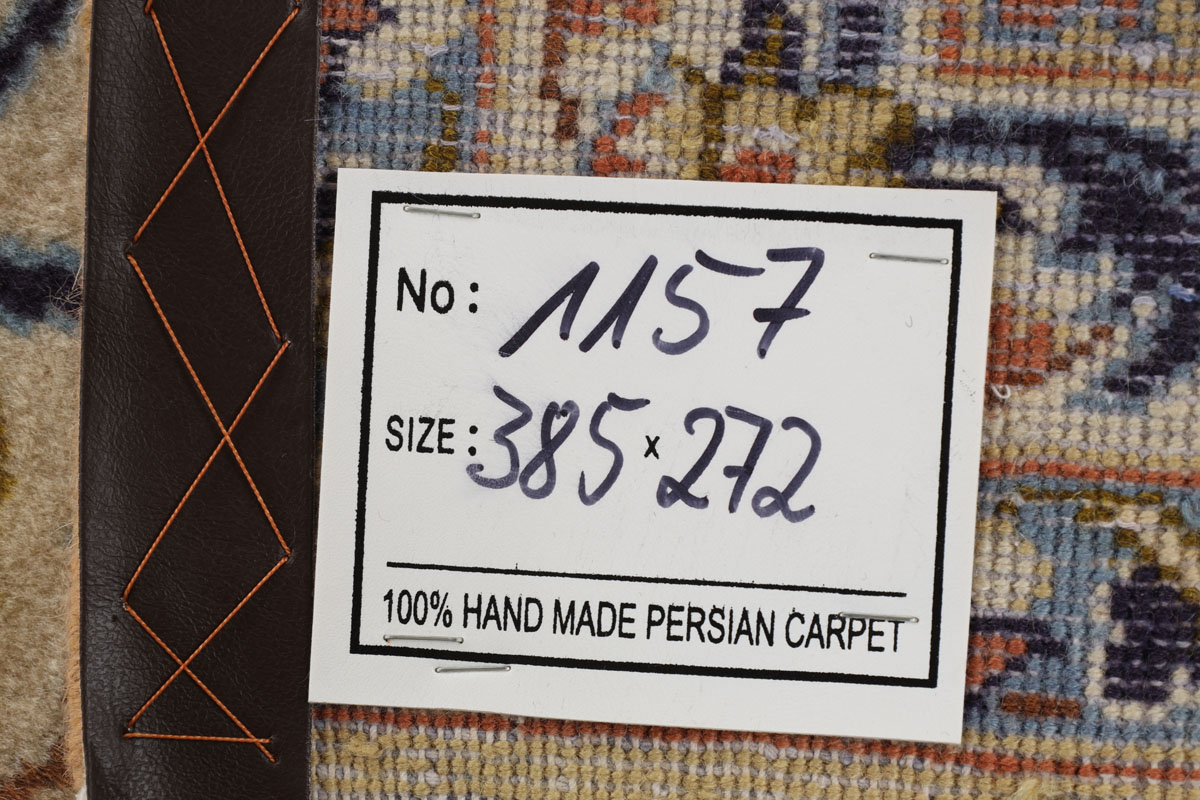 No: 1157
SIZE: 385 x 272
100% HAND MADE PERSIAN CARPET